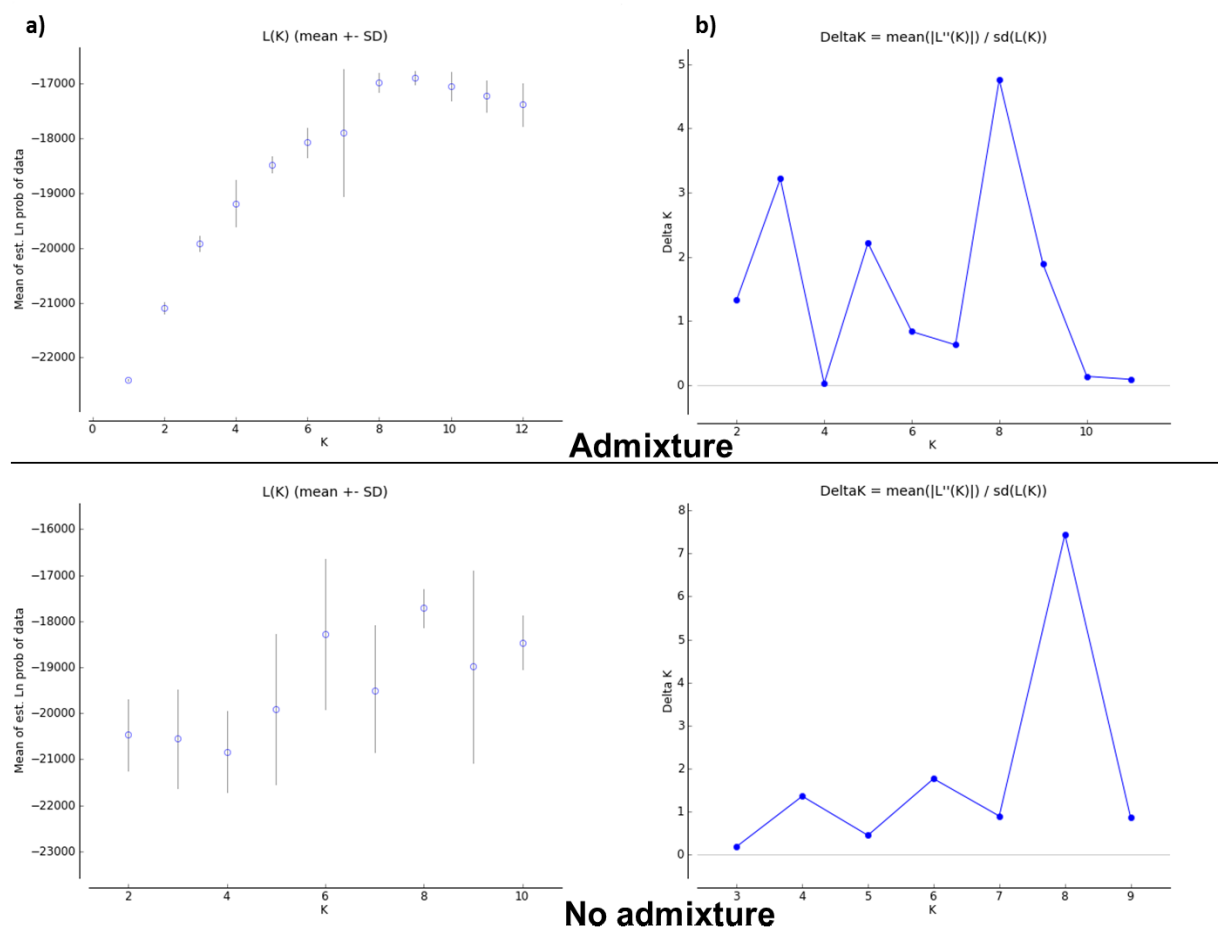 a)
L(K) (mean +- SD)
Mean of est. Ln prob of data
−17000
−18000
−19000
−20000
−21000
−22000
0 2 4 6 8 10 12
K
b)
DeltaK = mean(|L''(K)|) / sd(L(K))
Delta K
5
4
3
2
1
0
2 4 6 8 10
K
Admixture
L(K) (mean +- SD)
Mean of est. Ln prob of data
−16000
−17000
−18000
−19000
−20000
−21000
−22000
−23000
2 4 6 8 10
K
DeltaK = mean(|L''(K)|) / sd(L(K))
Delta K
8
7
6
5
4
3
2
1
0
3 4 5 6 7 8 9
K
No admixture